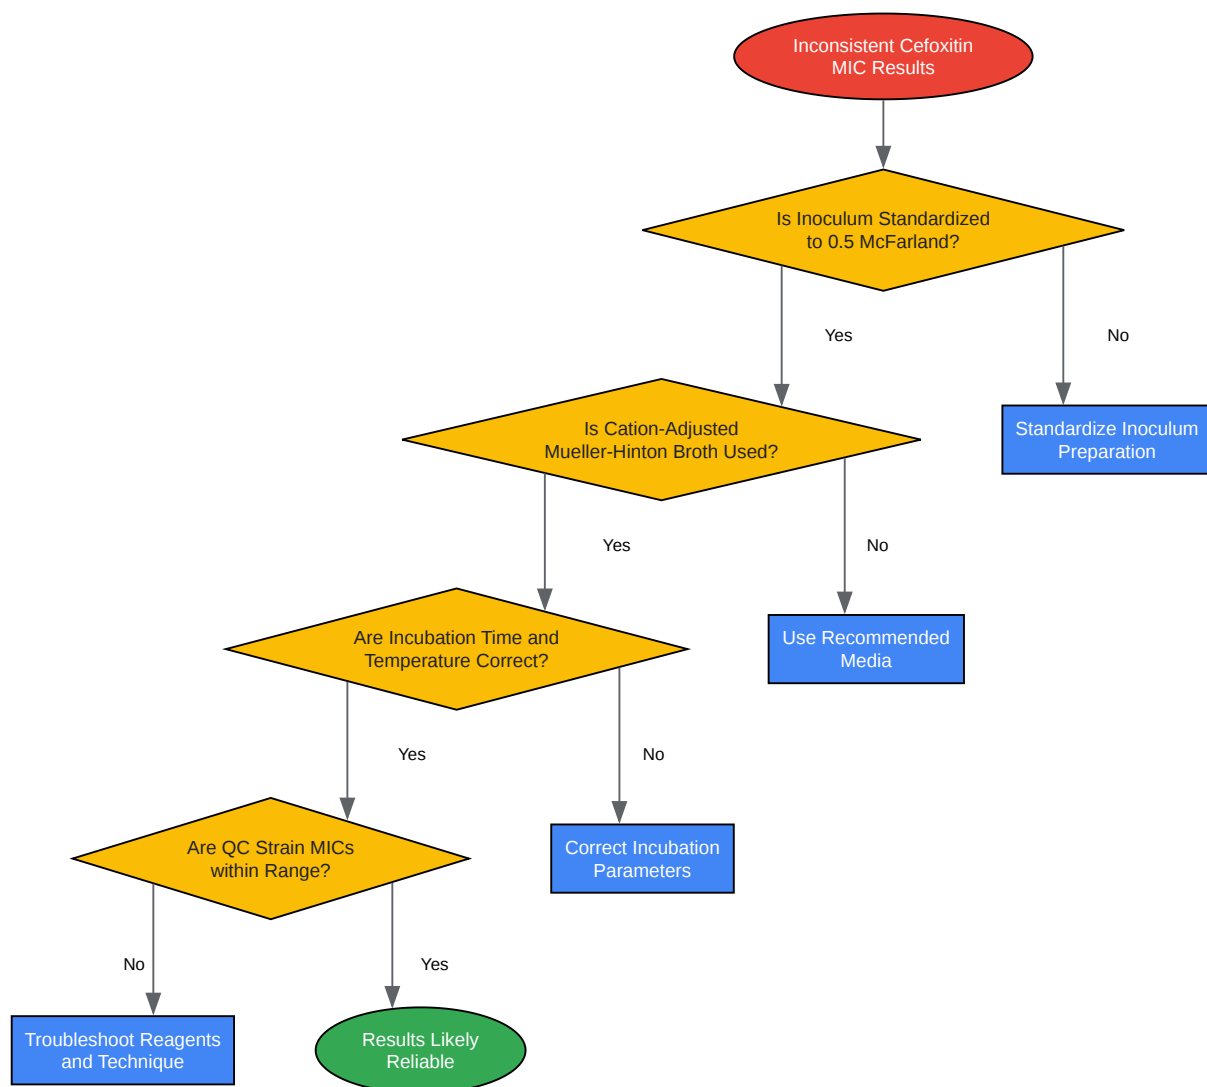 Inconsistent Cefoxitin
MIC Results
Is Inoculum Standardized
to 0.5 McFarland?
Yes
No
Is Cation-Adjusted
Mueller-Hinton Broth Used?
Standardize Inoculum
Preparation
Yes
No
Are Incubation Time and
Temperature Correct?
Use Recommended
Media
Yes
No
Are QC Strain MICs
within Range?
Correct Incubation
Parameters
No
Yes
Troubleshoot Reagents
and Technique
Results Likely
Reliable